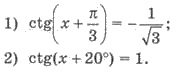 1) ctg(x + π/3) = −1/√3;
2) ctg(x + 20°) = 1.